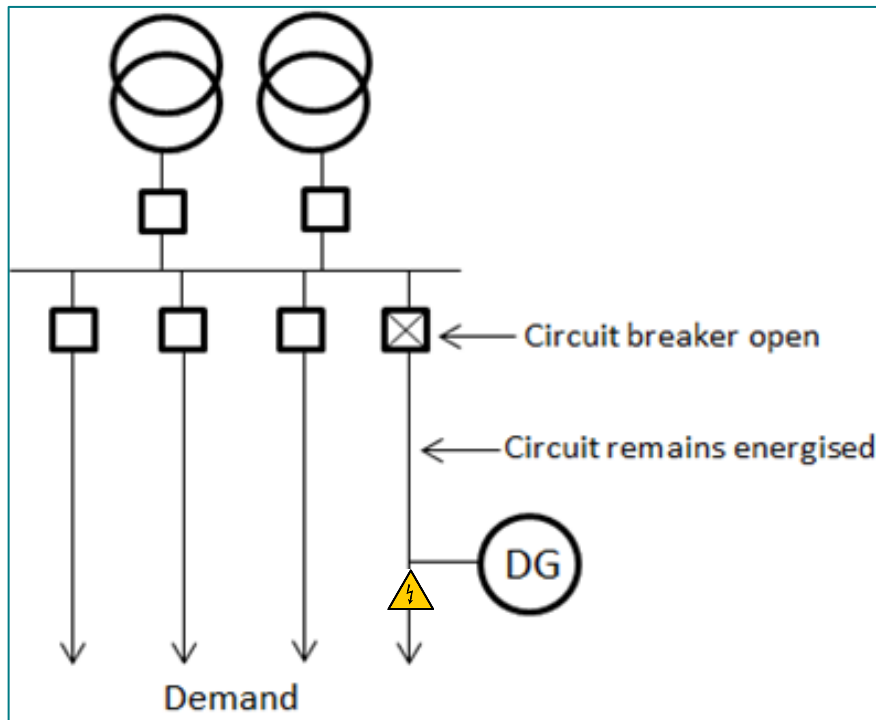 Circuit breaker open
Circuit remains energised
DG
Demand